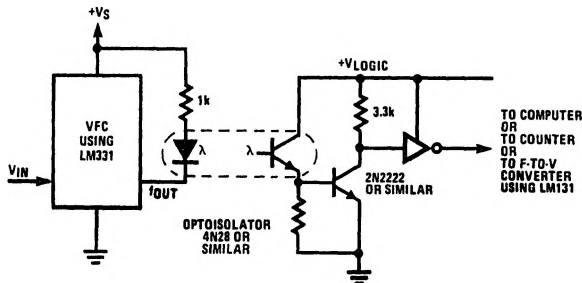 +VS
+VLOGIC
1k
3.3k
VFC
USING
LM331
λ
λ
VIN
fOUT
TO COMPUTER
OR
TO COUNTER
OR
TO F-TO-V
CONVERTER
USING LM131
2N2222
OR SIMILAR
OPTOISOLATOR
4N28 OR
SIMILAR